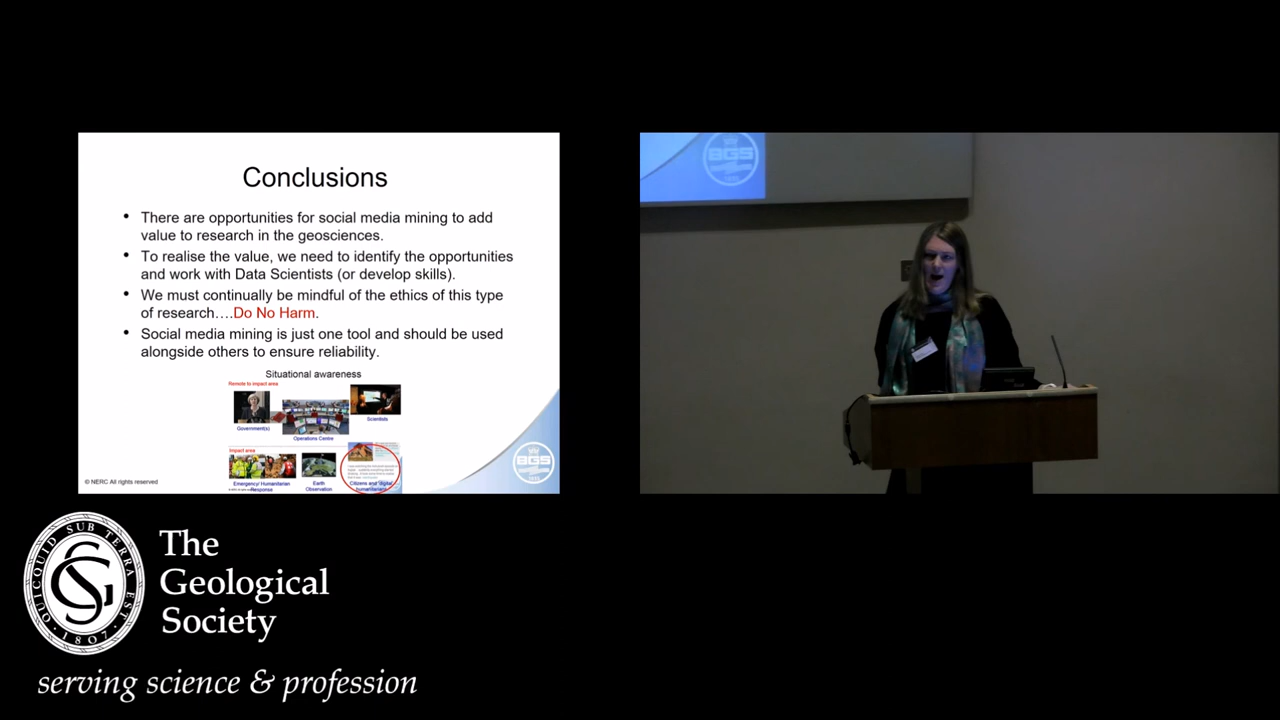 Conclusions
• There are opportunities for social media mining to add
value to research in the geosciences.
• To realise the value, we need to identify the opportunities
and work with Data Scientists (or develop skills).
• We must continually be mindful of the ethics of this type
of research….Do No Harm.
• Social media mining is just one tool and should be used
alongside others to ensure reliability.
Situational awareness
Remote to impact area
Government(s)
Operations Centre
Scientists
Impact area
Emergency/ Humanitarian
Response
Earth
Observation
Citizens and 'digital'
© NERC All rights reserved
BGS
BGS
QUICQUID SUB TERRA EST
1807
The
Geological
Society
serving science & profession